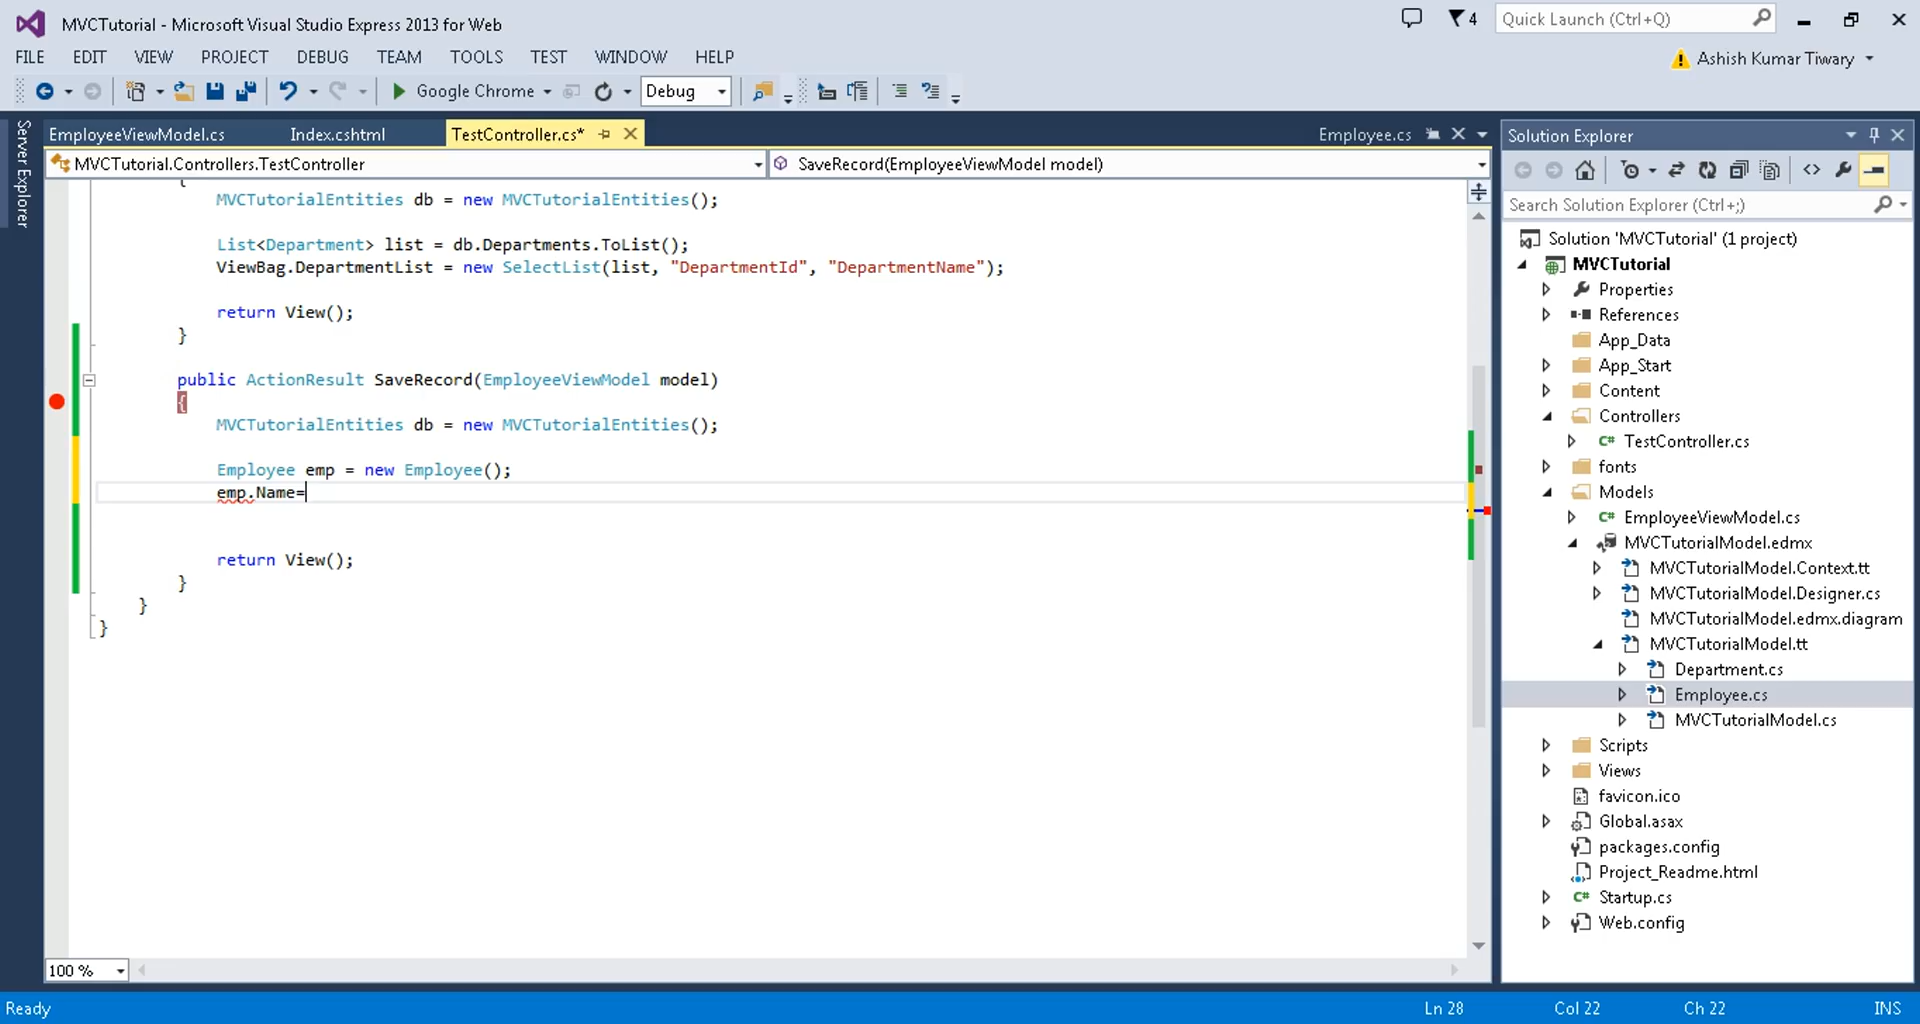 MVCTutorial - Microsoft Visual Studio Express 2013 for Web
4
Quick Launch (Ctrl+Q)
FILE EDIT VIEW PROJECT DEBUG TEAM TOOLS TEST WINDOW HELP
Ashish Kumar Tiwary
Google Chrome
Debug
Server Explorer
EmployeeViewModel.cs Index.cshtml TestController.cs* Employee.cs
MVCTutorial.Controllers.TestController
SaveRecord(EmployeeViewModel model)
{
MVCTutorialEntities db = new MVCTutorialEntities();
List<Department> list = db.Departments.ToList();
ViewBag.DepartmentList = new SelectList(list, "DepartmentId", "DepartmentName");
return View();
}
public ActionResult SaveRecord(EmployeeViewModel model)
{
MVCTutorialEntities db = new MVCTutorialEntities();
Employee emp = new Employee();
emp.Name=
return View();
}
}
}
100 %
Solution Explorer
Search Solution Explorer (Ctrl+;)
Solution 'MVCTutorial' (1 project)
MVCTutorial
Properties
References
App_Data
App_Start
Content
Controllers
C# TestController.cs
fonts
Models
C# EmployeeViewModel.cs
MVCTutorialModel.edmx
MVCTutorialModel.Context.tt
MVCTutorialModel.Designer.cs
MVCTutorialModel.edmx.diagram
MVCTutorialModel.tt
Department.cs
Employee.cs
MVCTutorialModel.cs
Scripts
Views
favicon.ico
Global.asax
packages.config
Project_Readme.html
C# Startup.cs
Web.config
Ready
Ln 28 Col 22 Ch 22 INS